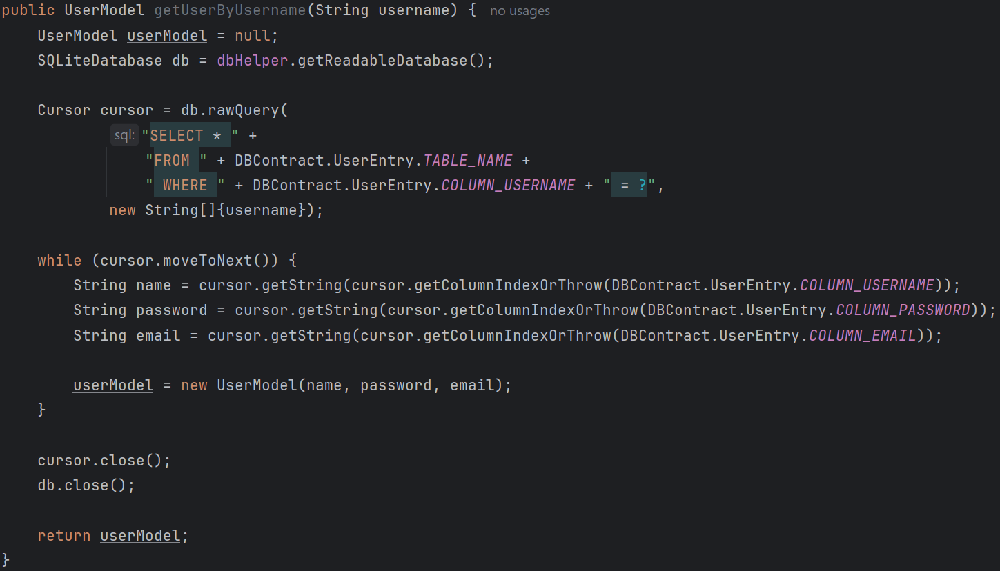 public UserModel getUserByUsername(String username) {  no usages
    UserModel userModel = null;
    SQLiteDatabase db = dbHelper.getReadableDatabase();

    Cursor cursor = db.rawQuery(
            sql: "SELECT * " +
                "FROM " + DBContract.UserEntry.TABLE_NAME +
                " WHERE " + DBContract.UserEntry.COLUMN_USERNAME + " = ?",
            new String[]{username});

    while (cursor.moveToNext()) {
        String name = cursor.getString(cursor.getColumnIndexOrThrow(DBContract.UserEntry.COLUMN_USERNAME));
        String password = cursor.getString(cursor.getColumnIndexOrThrow(DBContract.UserEntry.COLUMN_PASSWORD));
        String email = cursor.getString(cursor.getColumnIndexOrThrow(DBContract.UserEntry.COLUMN_EMAIL));

        userModel = new UserModel(name, password, email);
    }

    cursor.close();
    db.close();

    return userModel;
}